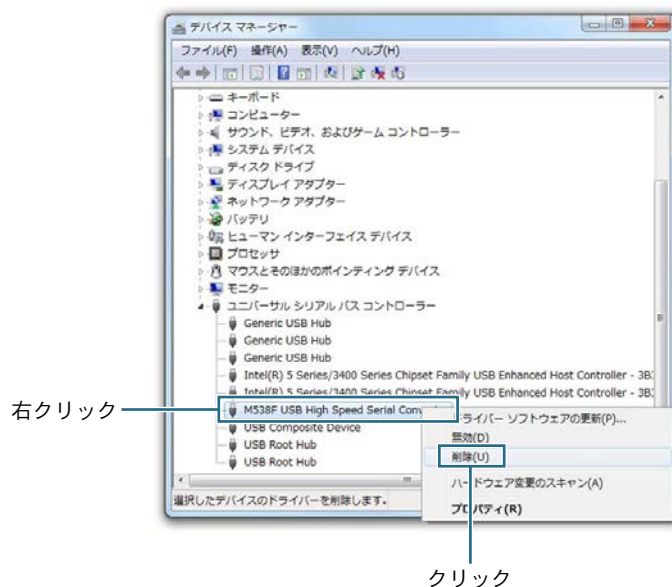 デバイス マネージャー
ファイル(F) 操作(A) 表示(V) ヘルプ(H)
キーボード
コンピューター
サウンド、ビデオ、およびゲーム コントローラー
システム デバイス
ディスク ドライブ
ディスプレイ アダプター
ネットワーク アダプター
バッテリ
ヒューマン インターフェイス デバイス
プロセッサ
マウスとそのほかのポインティング デバイス
モニター
ユニバーサル シリアル バス コントローラー
Generic USB Hub
Generic USB Hub
Generic USB Hub
Intel(R) 5 Series/3400 Series Chipset Family USB Enhanced Host Controller - 3B
Intel(R) 5 Series/3400 Series Chipset Family USB Enhanced Host Controller - 3B
右クリック
M538F USB High Speed Serial Conv
ドライバー ソフトウェアの更新(P)...
USB Composite Device
無効(D)
USB Root Hub
削除(U)
USB Root Hub
ハードウェア変更のスキャン(A)
選択したデバイスのドライバーを削除します。
プロパティ(R)
クリック